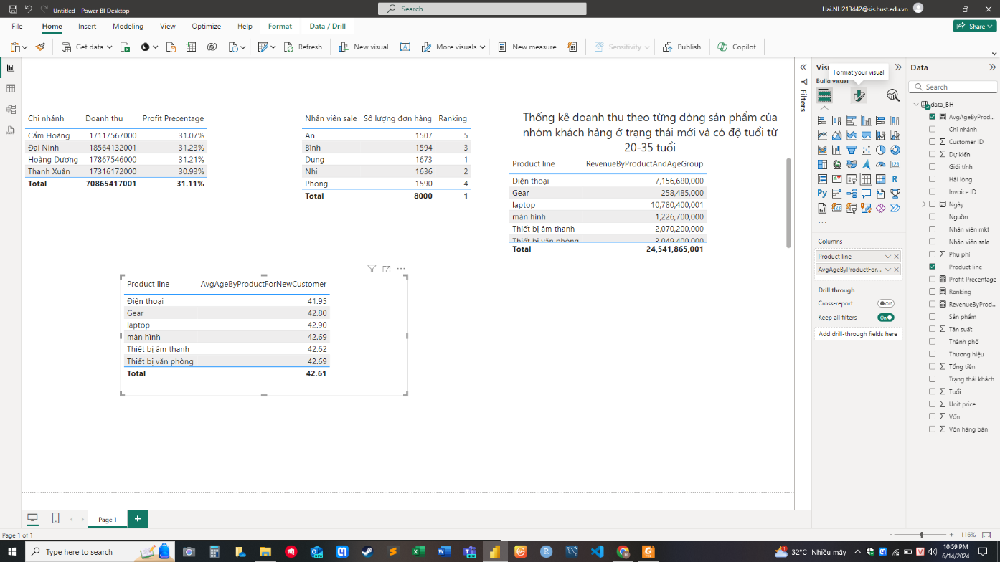 Untitled - Power BI Desktop
Search
Hai.NH213442@sis.hust.edu.vn
File Home Insert Modeling View Optimize Help Format Data / Drill
Share
Get data
Refresh
New visual
More visuals
New measure
Sensitivity
Publish
Copilot
Chi nhánh Doanh thu Profit Precentage
Cẩm Hoàng 17117567000 31.07%
Đại Ninh 18564132001 31.23%
Hoàng Dương 17867546000 31.21%
Thanh Xuân 17316172000 30.93%
Total 70865417001 31.11%
Nhân viên sale Số lượng đơn hàng Ranking
An 1507 5
Bình 1594 3
Dung 1673 1
Nhi 1636 2
Phong 1590 4
Total 8000 1
Thống kê doanh thu theo từng dòng sản phẩm của
nhóm khách hàng ở trạng thái mới và có độ tuổi từ
20-35 tuổi
Product line RevenueByProductAndAgeGroup
Điện thoại 7,156,680,000
Gear 258,485,000
laptop 10,780,400,001
màn hình 1,226,700,000
Thiết bị âm thanh 2,070,200,000
Thiết bị văn phòng 3,049,400,000
Total 24,541,865,001
Product line AvgAgeByProductForNewCustomer
Điện thoại 41.95
Gear 42.80
laptop 42.90
màn hình 42.69
Thiết bị âm thanh 42.62
Thiết bị văn phòng 42.69
Total 42.61
Filters
Format your visual
Build visual
Columns
Product line
AvgAgeByProductFor...
Drill through
Cross-report
Off
Keep all filters
On
Add drill-through fields here
Data
Search
data_BH
AvgAgeByProd...
Chi nhánh
Customer ID
Dự kiến
Giới tính
Hài lòng
Invoice ID
Ngày
Nguồn
Nhân viên mkt
Nhân viên sale
Phụ phí
Product line
Profit Precentage
Ranking
RevenueByProd...
Sản phẩm
Tần suất
Thành phố
Thương hiệu
Tổng tiền
Trạng thái khách
Tuổi
Unit price
Vốn
Vốn hàng bán
Page 1
Page 1 of 1
116%
Type here to search
32°C Nhiều mây
10:59 PM
6/14/2024